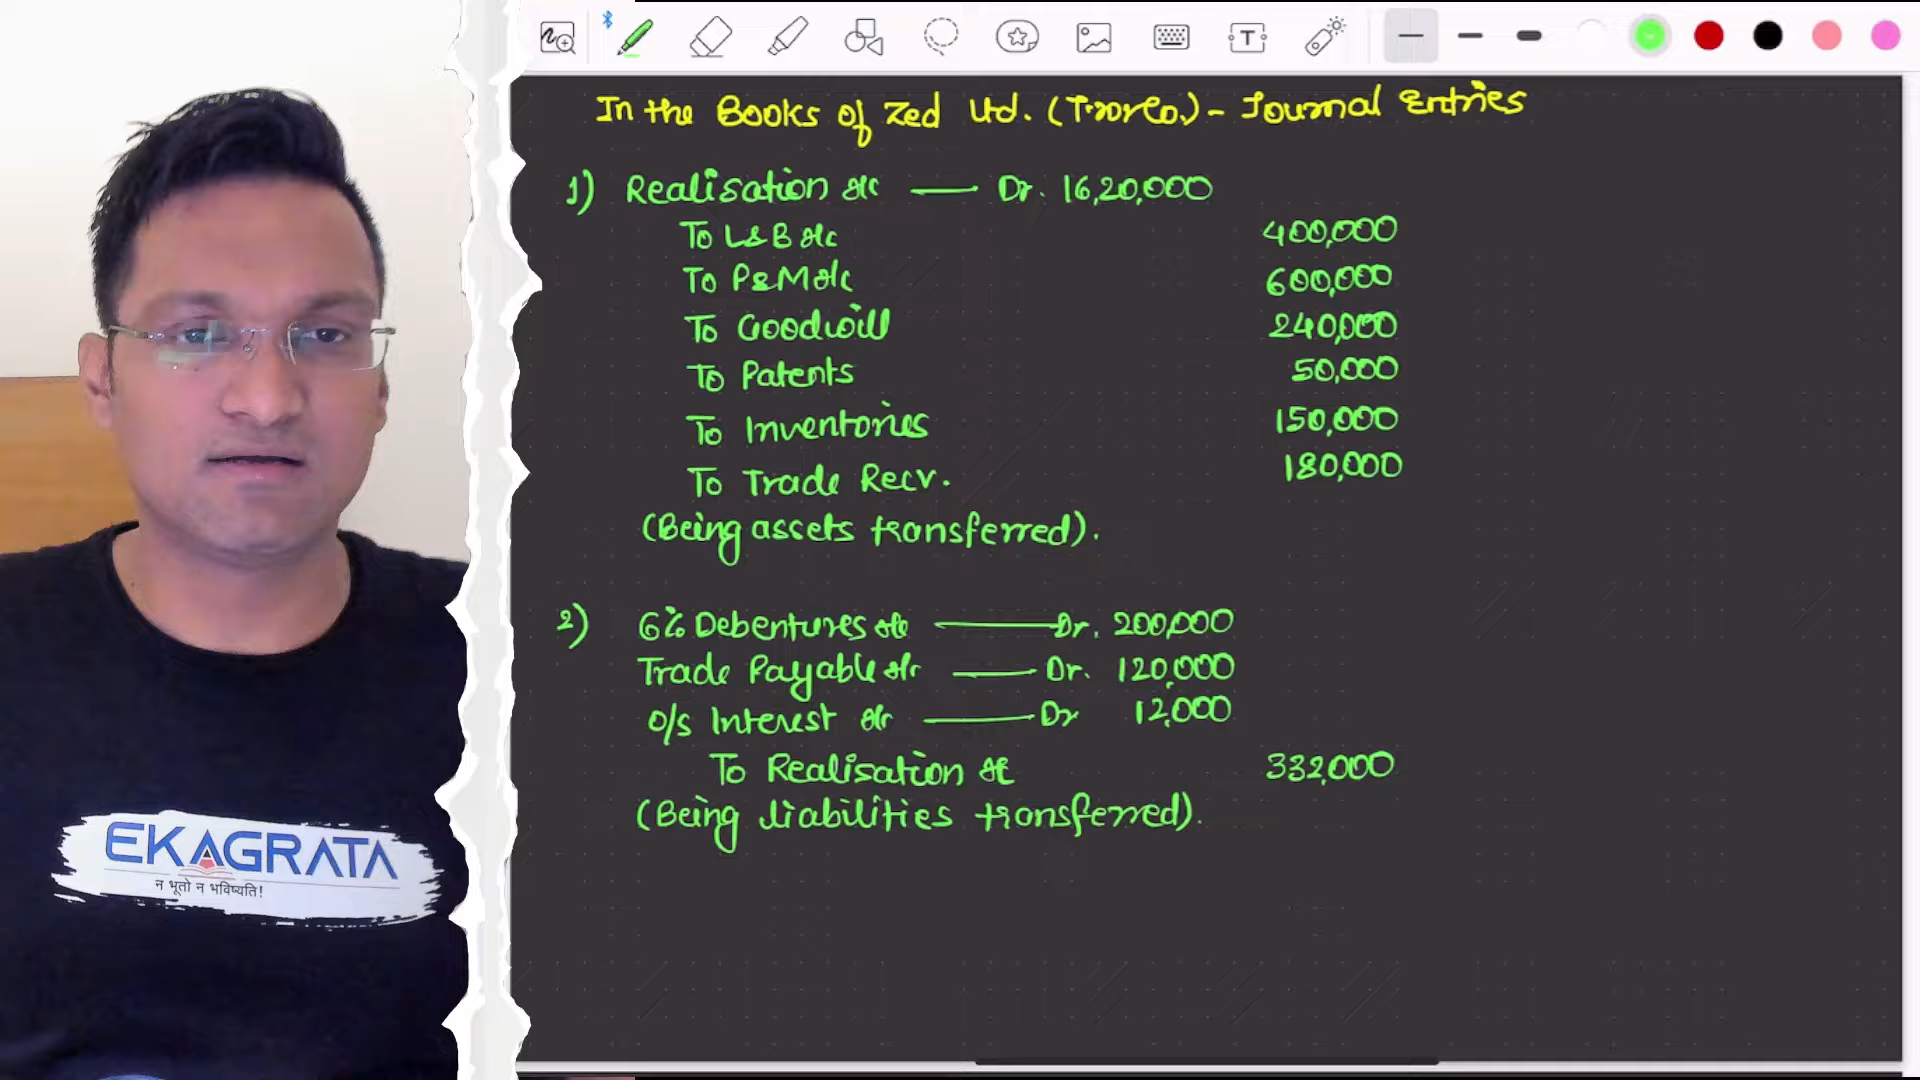 In the Books of Zed Ltd. (Tror Co.) - Journal Entries
1) Realisation a/c —— Dr. 16,20,000
To L&B a/c 400,000
To P&M a/c 600,000
To Goodwill 240,000
To Patents 50,000
To Inventories 150,000
To Trade Recv. 180,000
(Being assets transferred).
2) 6% Debentures a/c —— Dr. 200,000
Trade Payable a/c —— Dr. 120,000
O/s Interest a/c —— Dr 12,000
To Realisation a/c 332,000
(Being liabilities transferred).
EKAGRATA
न भूतो न भविष्यति!